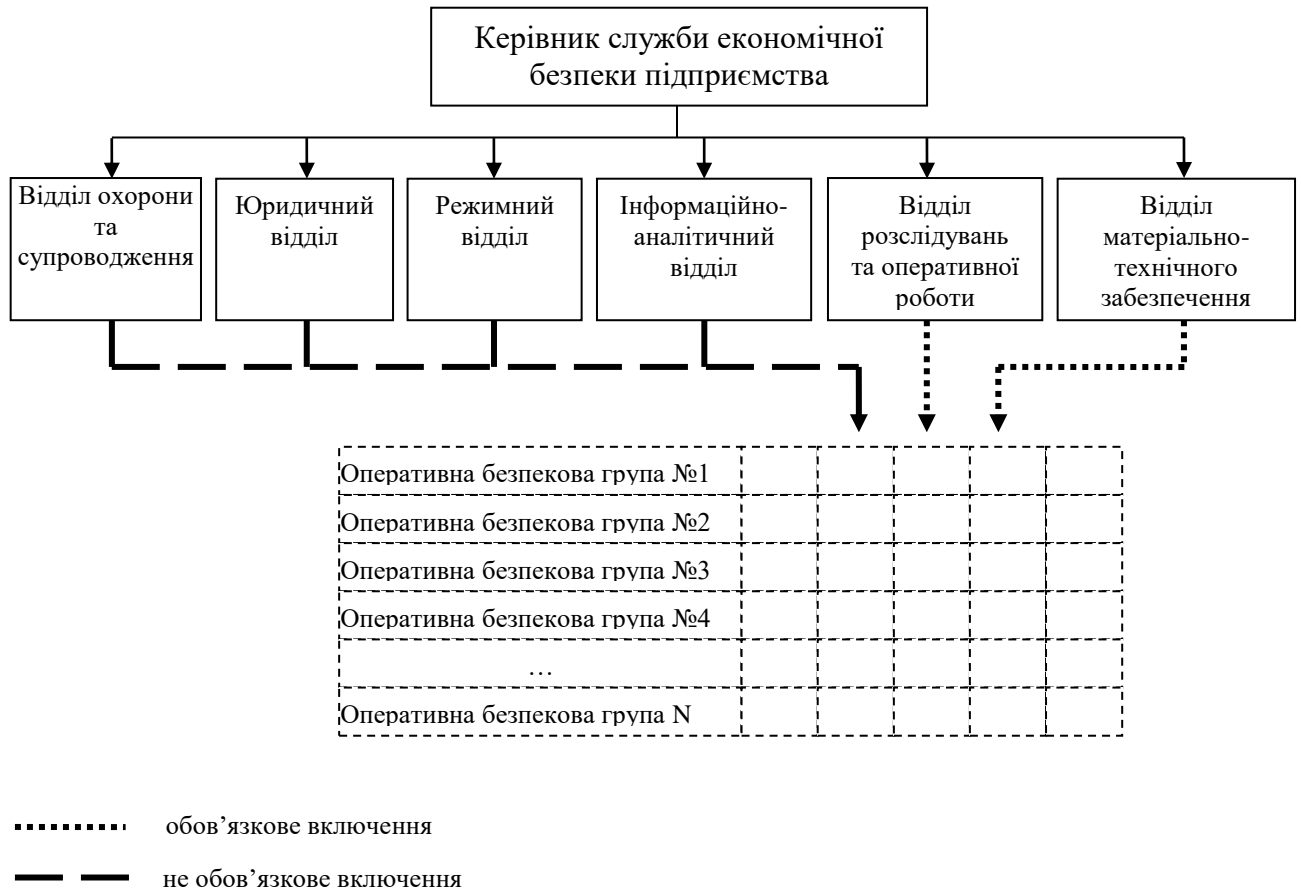 Керівник служби економічної
безпеки підприємства
Відділ охорони
та
супроводження
Юридичний
відділ
Режимний
відділ
Інформаційно-
аналітичний
відділ
Відділ
розслідувань
та оперативної
роботи
Відділ
матеріально-
технічного
забезпечення
Оперативна безпекова група №1
Оперативна безпекова група №2
Оперативна безпекова група №3
Оперативна безпекова група №4
…
Оперативна безпекова група N
обов’язкове включення
не обов’язкове включення